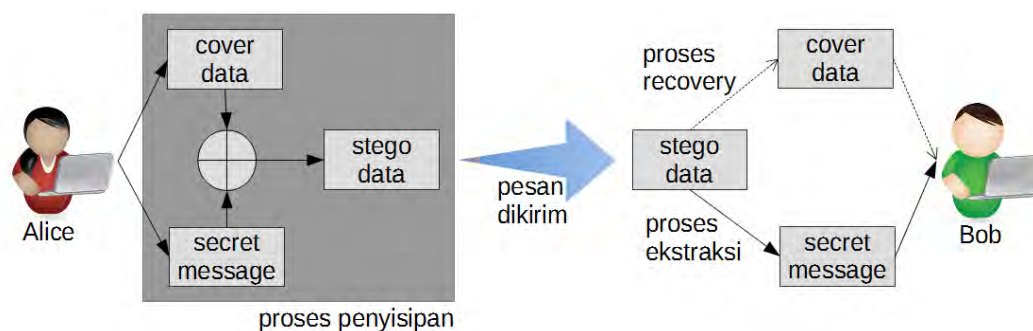 Alice
cover
data
stego
data
secret
message
proses penyisipan
pesan
dikirim
proses
recovery
stego
data
proses
ekstraksi
cover
data
secret
message
Bob